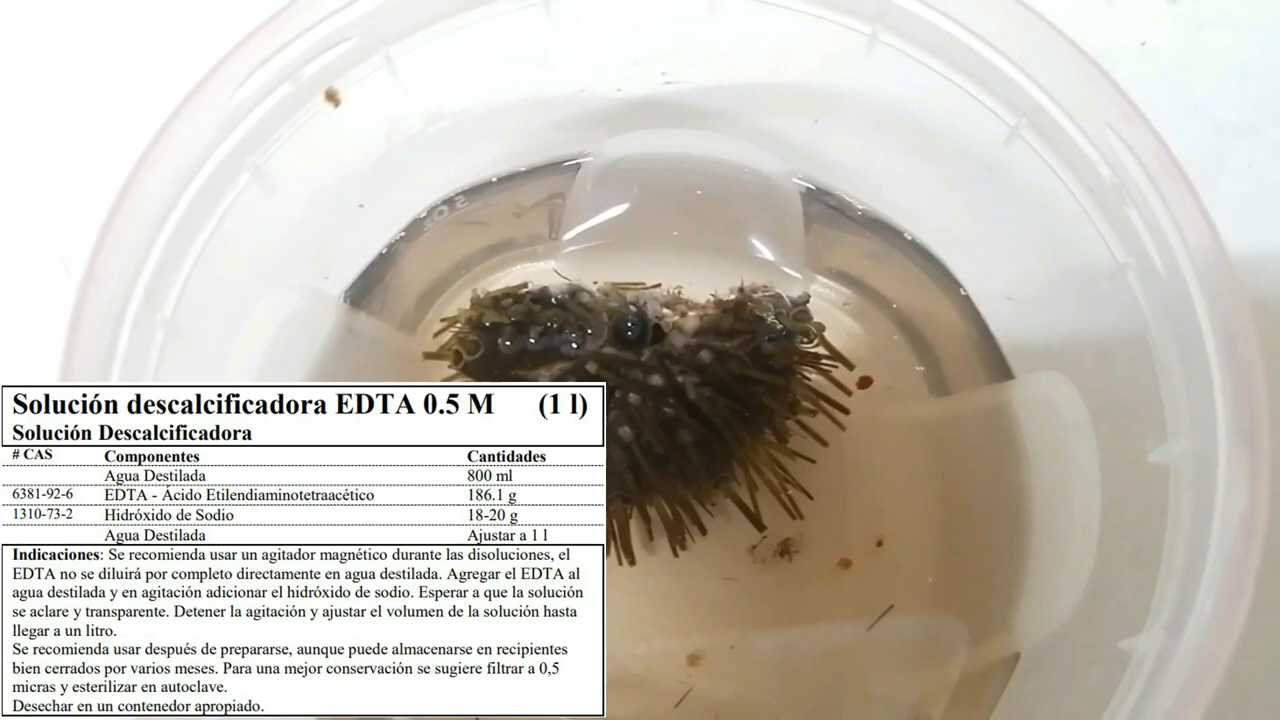 Solución descalcificadora EDTA 0.5 M (1 l)
Solución Descalcificadora
# CAS Componentes Cantidades
Agua Destilada 800 ml
6381-92-6 EDTA - Ácido Etilendiaminotetraacético 186.1 g
1310-73-2 Hidróxido de Sodio 18-20 g
Agua Destilada Ajustar a 1 l
Indicaciones: Se recomienda usar un agitador magnético durante las disoluciones, el
EDTA no se diluirá por completo directamente en agua destilada. Agregar el EDTA al
agua destilada y en agitación adicionar el hidróxido de sodio. Esperar a que la solución
se aclare y transparente. Detener la agitación y ajustar el volumen de la solución hasta
llegar a un litro.
Se recomienda usar después de prepararse, aunque puede almacenarse en recipientes
bien cerrados por varios meses. Para una mejor conservación se sugiere filtrar a 0,5
micras y esterilizar en autoclave.
Desechar en un contenedor apropiado.